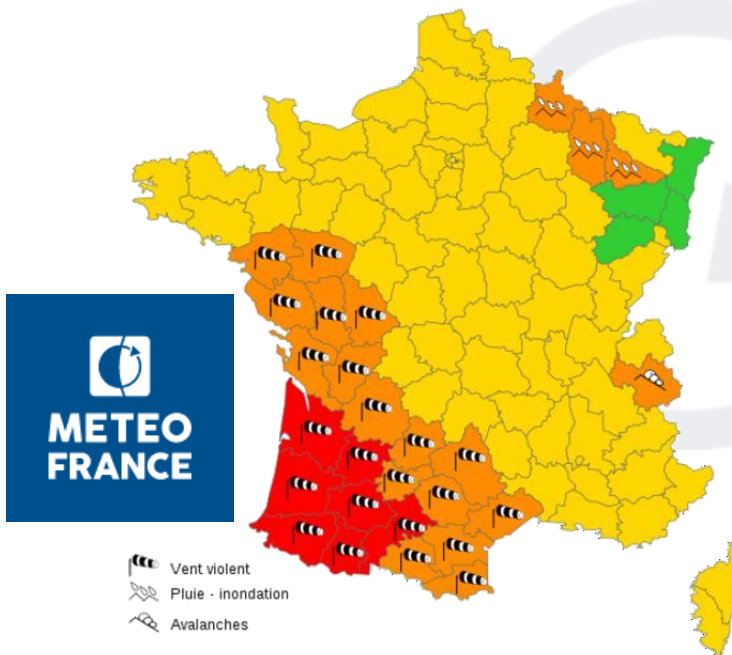 METEO
FRANCE
Vent violent
Pluie - inondation
Avalanches